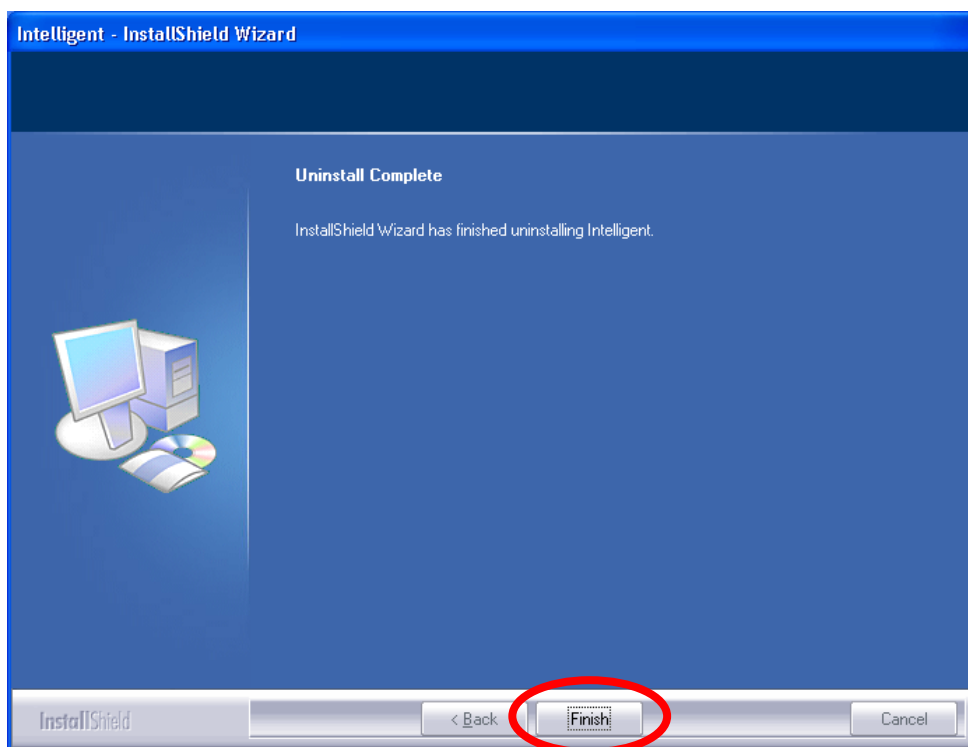 Intelligent - InstallShield Wizard
Uninstall Complete
InstallShield Wizard has finished uninstalling Intelligent.
InstallShield
< Back
Finish
Cancel